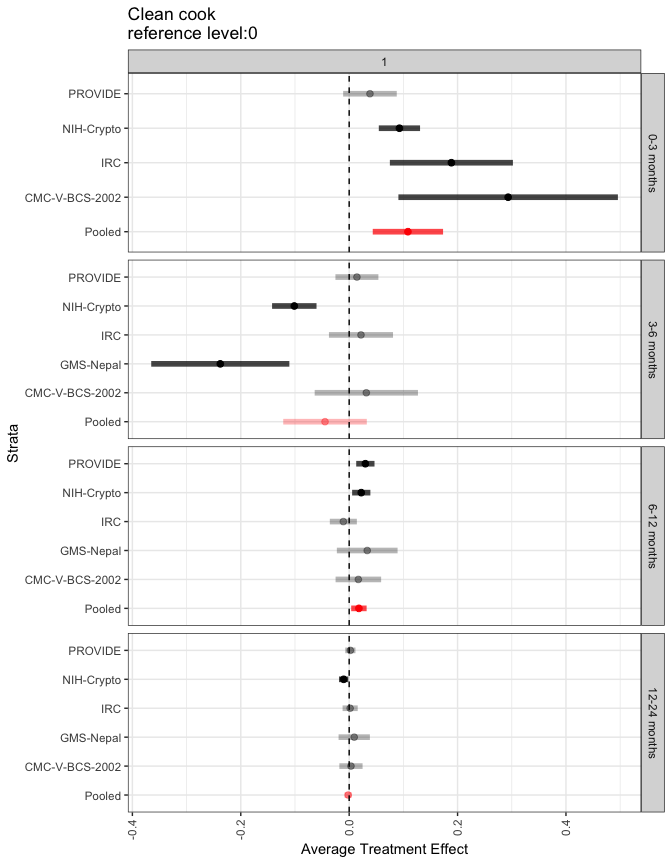 Clean cook
reference level:0
1
PROVIDE
NIH-Crypto
IRC
CMC-V-BCS-2002
Pooled
0-3 months
PROVIDE
NIH-Crypto
IRC
GMS-Nepal
CMC-V-BCS-2002
Pooled
3-6 months
PROVIDE
NIH-Crypto
IRC
GMS-Nepal
CMC-V-BCS-2002
Pooled
6-12 months
PROVIDE
NIH-Crypto
IRC
GMS-Nepal
CMC-V-BCS-2002
Pooled
12-24 months
Strata
-0.4
-0.2
0.0
0.2
0.4
Average Treatment Effect